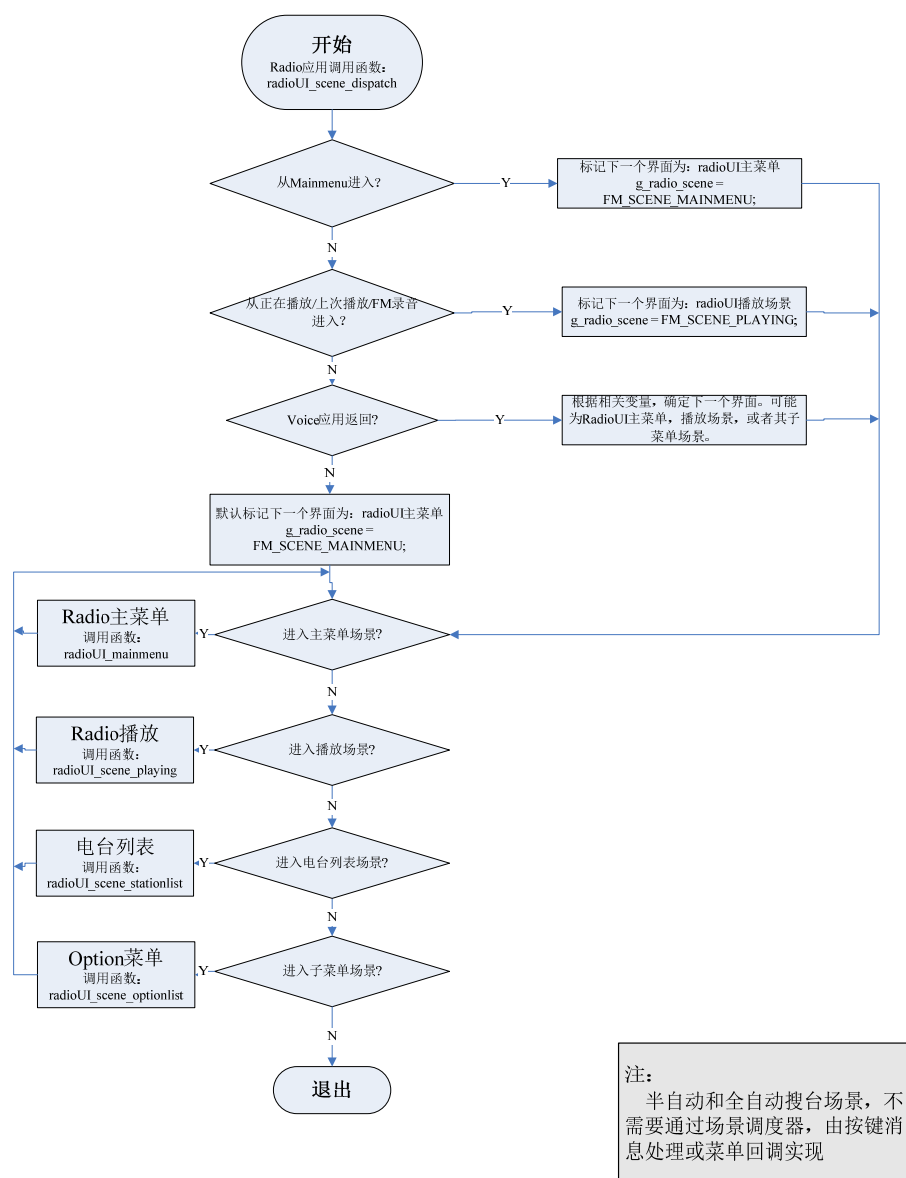 开始
Radio应用调用函数：
radioUI_scene_dispatch
从Mainmenu进入？
Y
标记下一个界面为：radioUI主菜单
g_radio_scene =
FM_SCENE_MAINMENU;
N
从正在播放/上次播放/FM录音
进入？
Y
标记下一个界面为：radioUI播放场景
g_radio_scene = FM_SCENE_PLAYING;
N
Voice应用返回？
Y
根据相关变量，确定下一个界面。可能
为RadioUI主菜单，播放场景，或者其子
菜单场景。
N
默认标记下一个界面为：radioUI主菜单
g_radio_scene =
FM_SCENE_MAINMENU;
Radio主菜单
调用函数：
radioUI_mainmenu
Y
进入主菜单场景？
N
Radio播放
调用函数：
radioUI_scene_playing
Y
进入播放场景？
N
电台列表
调用函数：
radioUI_scene_stationlist
Y
进入电台列表场景？
N
Option菜单
调用函数：
radioUI_scene_optionlist
Y
进入子菜单场景？
N
退出
注：
半自动和全自动搜台场景，不
需要通过场景调度器，由按键消
息处理或菜单回调实现